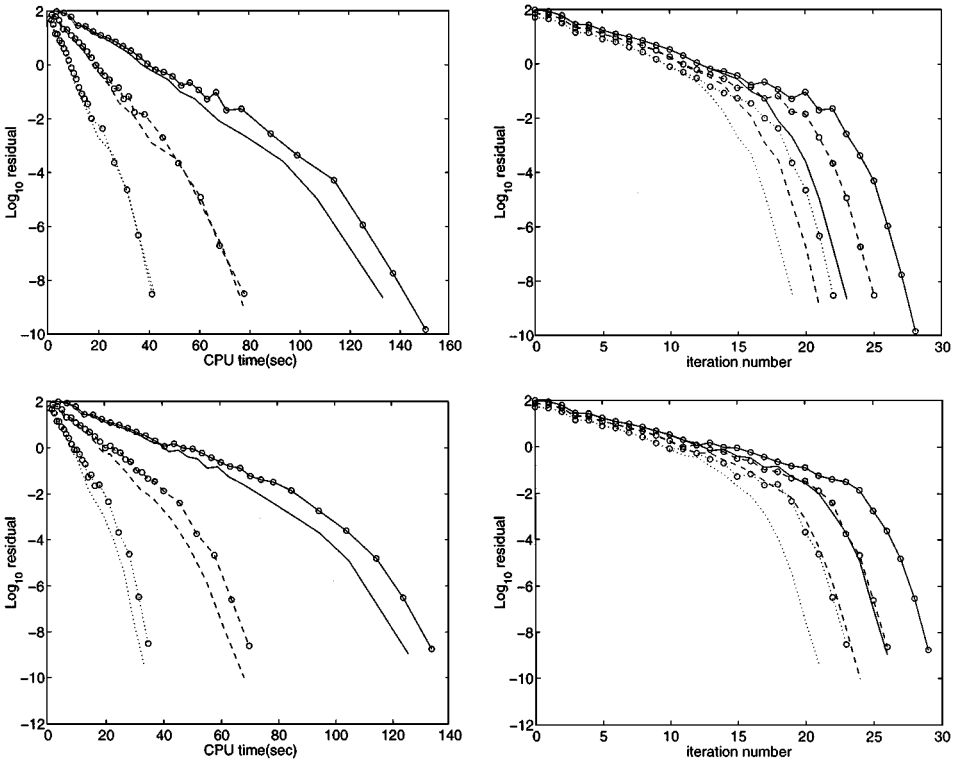 2
0
−2
−4
−6
−8
−10
Log10 residual
0 20 40 60 80 100 120 140 160
CPU time(sec)
2
0
−2
−4
−6
−8
−10
Log10 residual
0 5 10 15 20 25 30
iteration number
2
0
−2
−4
−6
−8
−10
−12
Log10 residual
0 20 40 60 80 100 120 140
CPU time(sec)
2
0
−2
−4
−6
−8
−10
−12
Log10 residual
0 5 10 15 20 25 30
iteration number